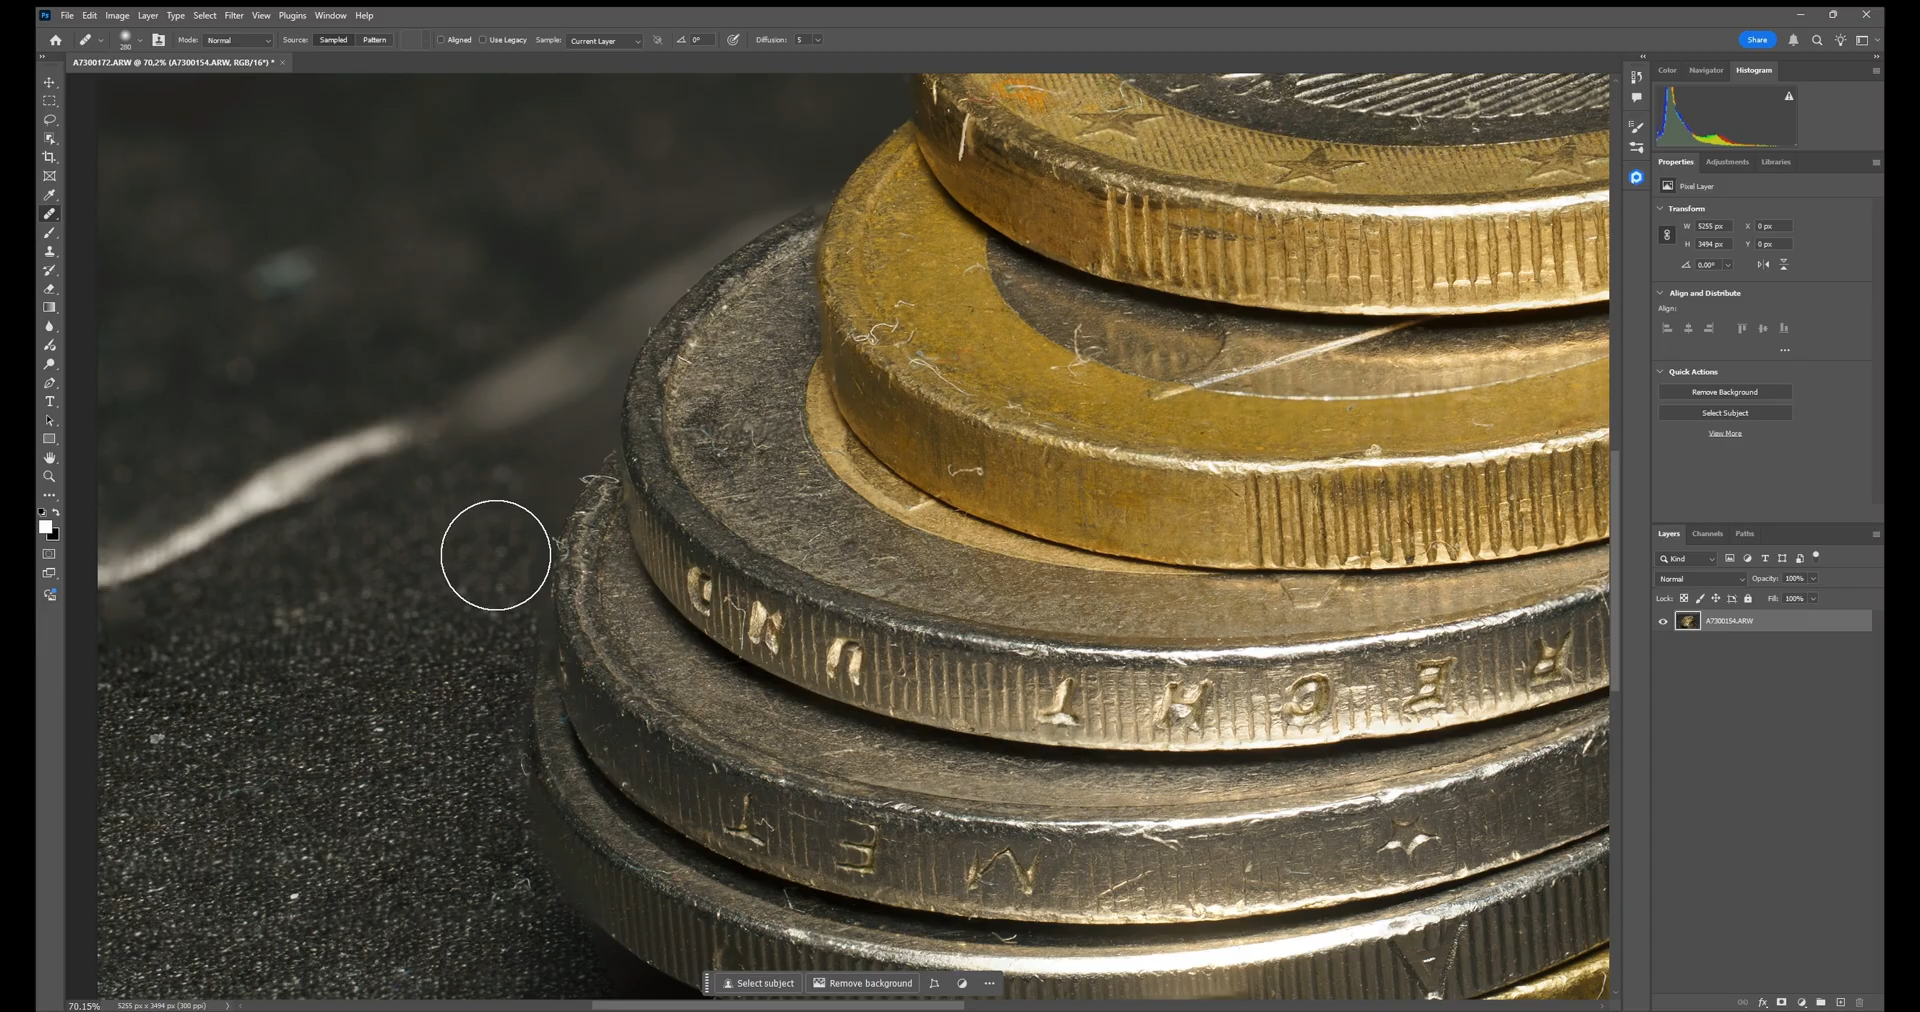 Ps File Edit Image Layer Type Select Filter View Plugins Window Help
280 Mode: Normal Source: Sampled Pattern Aligned Use Legacy Sample: Current Layer 0° Diffusion: 5 Share
A7300172.ARW @ 70,2% (A7300154.ARW, RGB/16*) *
Color Navigator Histogram
Properties Adjustments Libraries
Pixel Layer
Transform
W 5255 px X 0 px
H 3494 px Y 0 px
0,00°
Align and Distribute
Align:
Quick Actions
Remove Background
Select Subject
View More
Layers Channels Paths
Kind
Normal Opacity: 100%
Lock: Fill: 100%
A7300154.ARW
R E C H T U N D
M E T
Select subject Remove background
70.15% 5255 px x 3494 px (300 ppi)